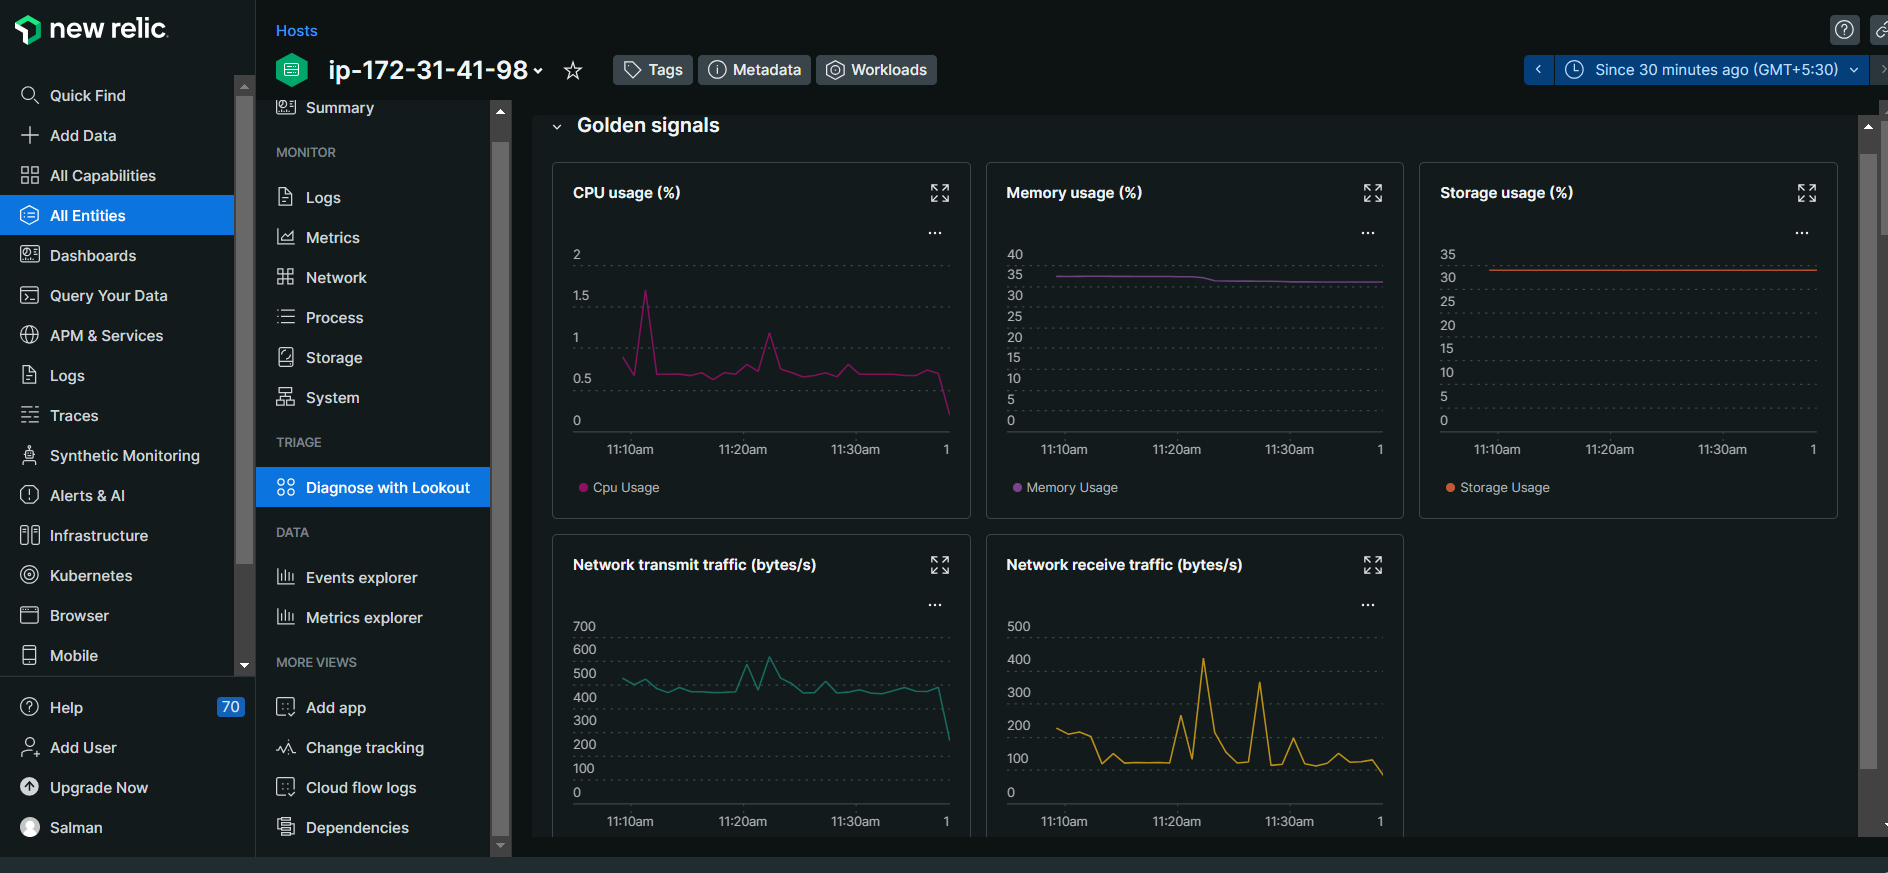 new relic.
Quick Find
Add Data
All Capabilities
All Entities
Dashboards
Query Your Data
APM & Services
Logs
Traces
Synthetic Monitoring
Alerts & AI
Infrastructure
Kubernetes
Browser
Mobile
Help 70
Add User
Upgrade Now
Salman
Hosts
ip-172-31-41-98
Tags Metadata Workloads
Since 30 minutes ago (GMT+5:30)
Summary
MONITOR
Logs
Metrics
Network
Process
Storage
System
TRIAGE
Diagnose with Lookout
DATA
Events explorer
Metrics explorer
MORE VIEWS
Add app
Change tracking
Cloud flow logs
Dependencies
Golden signals
CPU usage (%)
...
2
1.5
1
0.5
0
11:10am 11:20am 11:30am 1
Cpu Usage
Memory usage (%)
...
40
35
30
25
20
15
10
5
0
11:10am 11:20am 11:30am 1
Memory Usage
Storage usage (%)
...
35
30
25
20
15
10
5
0
11:10am 11:20am 11:30am 1
Storage Usage
Network transmit traffic (bytes/s)
...
700
600
500
400
300
200
100
0
11:10am 11:20am 11:30am 1
Network receive traffic (bytes/s)
...
500
400
300
200
100
0
11:10am 11:20am 11:30am 1